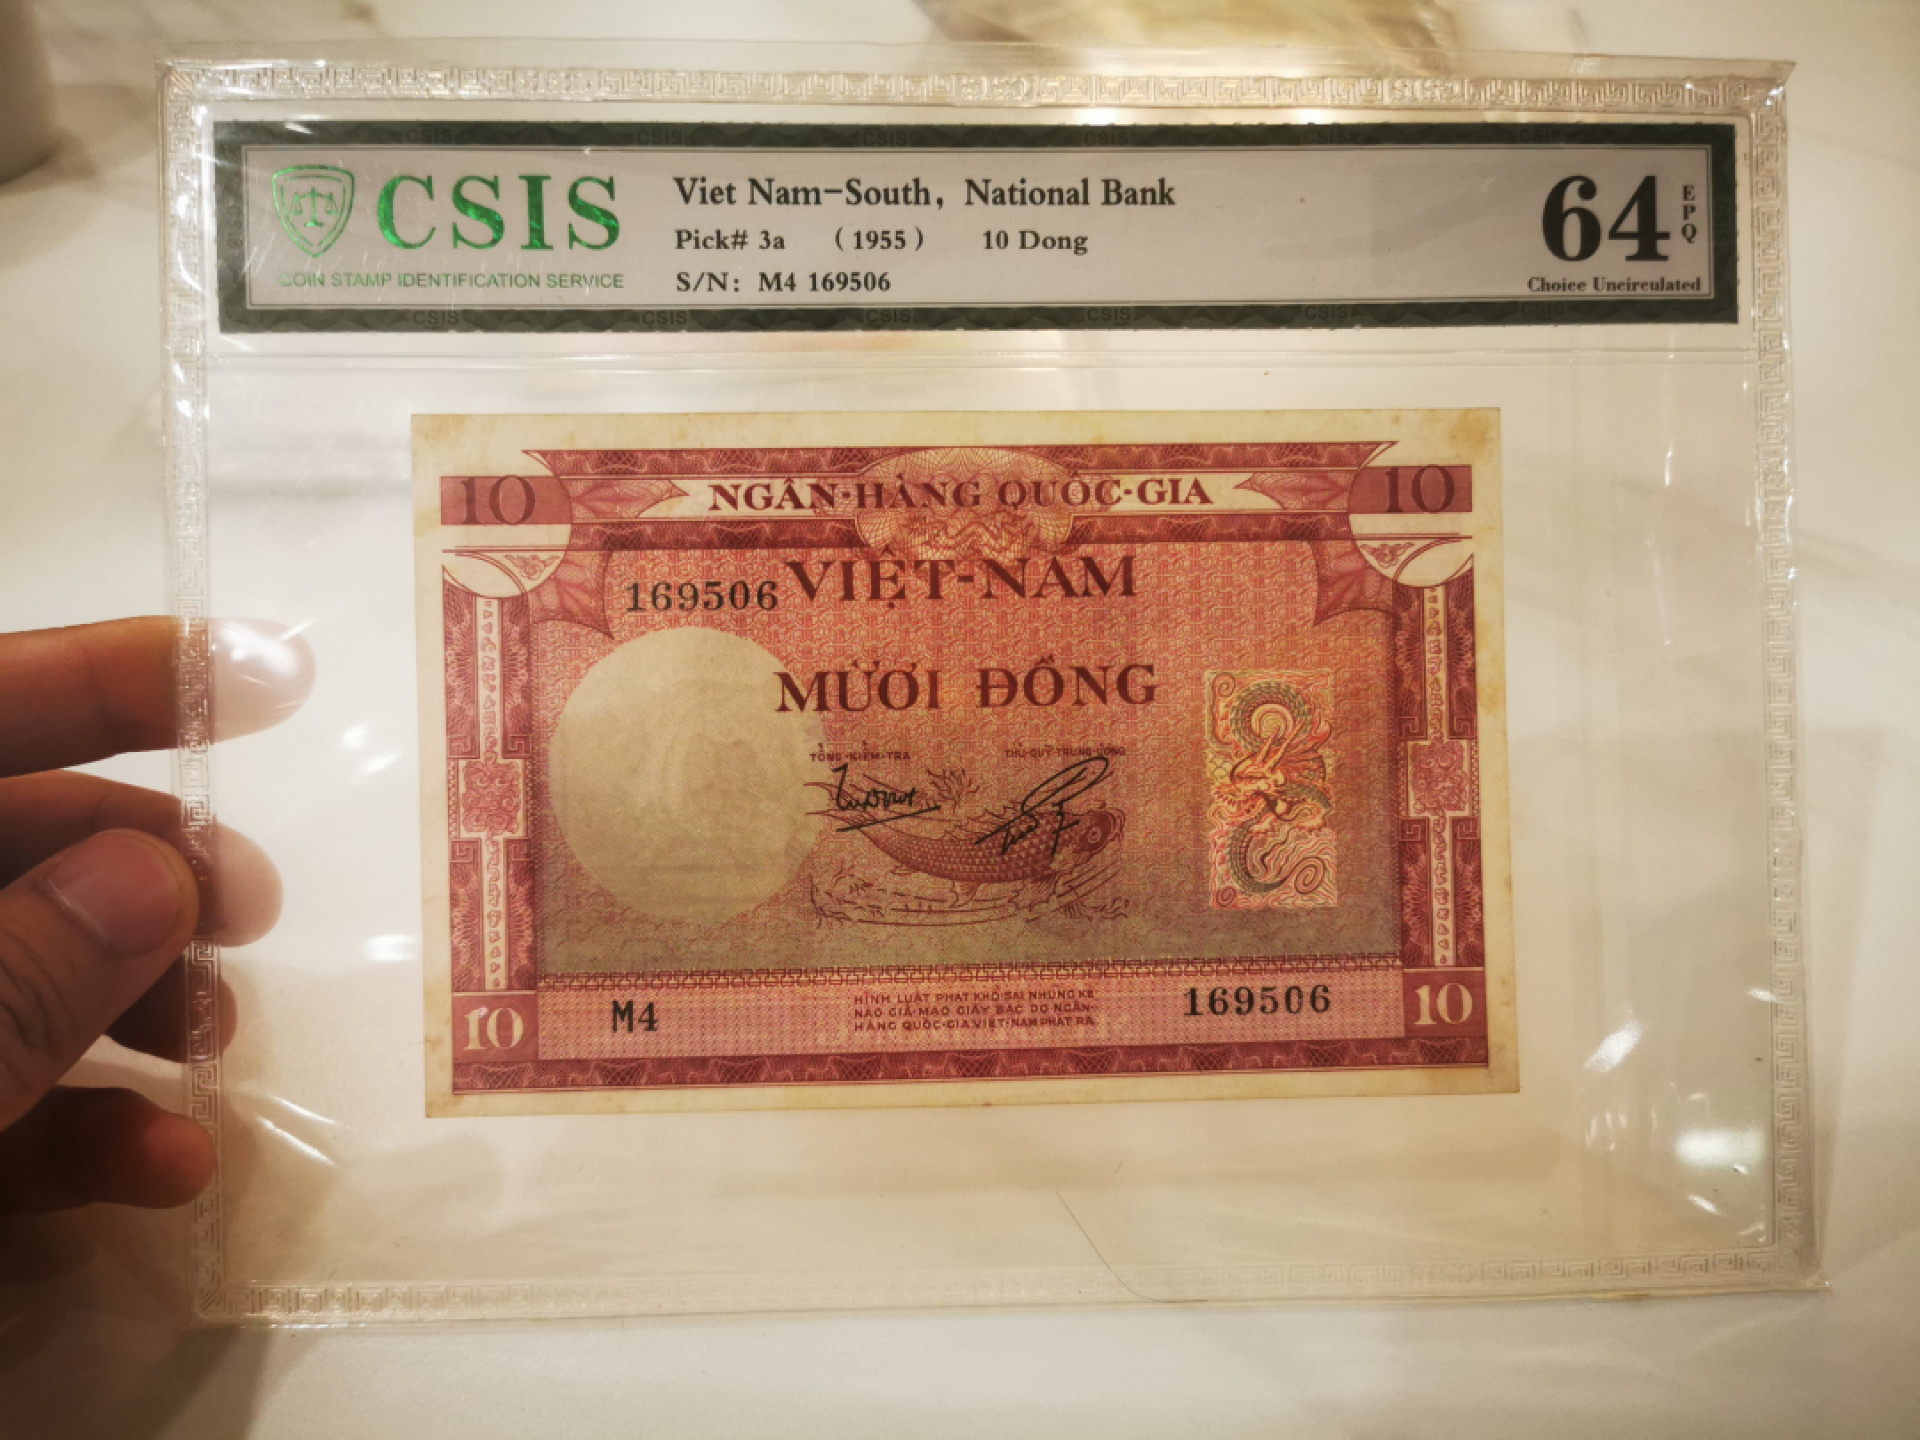 CSIS
COIN STAMP IDENTIFICATION SERVICE
Viet Nam-South, National Bank
Pick# 3a (1955) 10 Dong
S/N: M4 169506
64 EPQ
Choice Uncirculated
10 NGÂN-HÀNG QUỐC-GIA 10
VIỆT-NAM
169506
MƯỜI ĐỒNG
TỔNG-KIỂM-TRA THỦ-QUỸ TRUNG-ƯƠNG
10 M4
HÌNH LUẬT PHẠT KHỔ-SAI NHỮNG KẺ
NÀO GIẢ-MẠO GIẤY BẠC DO NGÂN-
HÀNG QUỐC-GIA VIỆT-NAM PHÁT RA
169506 10